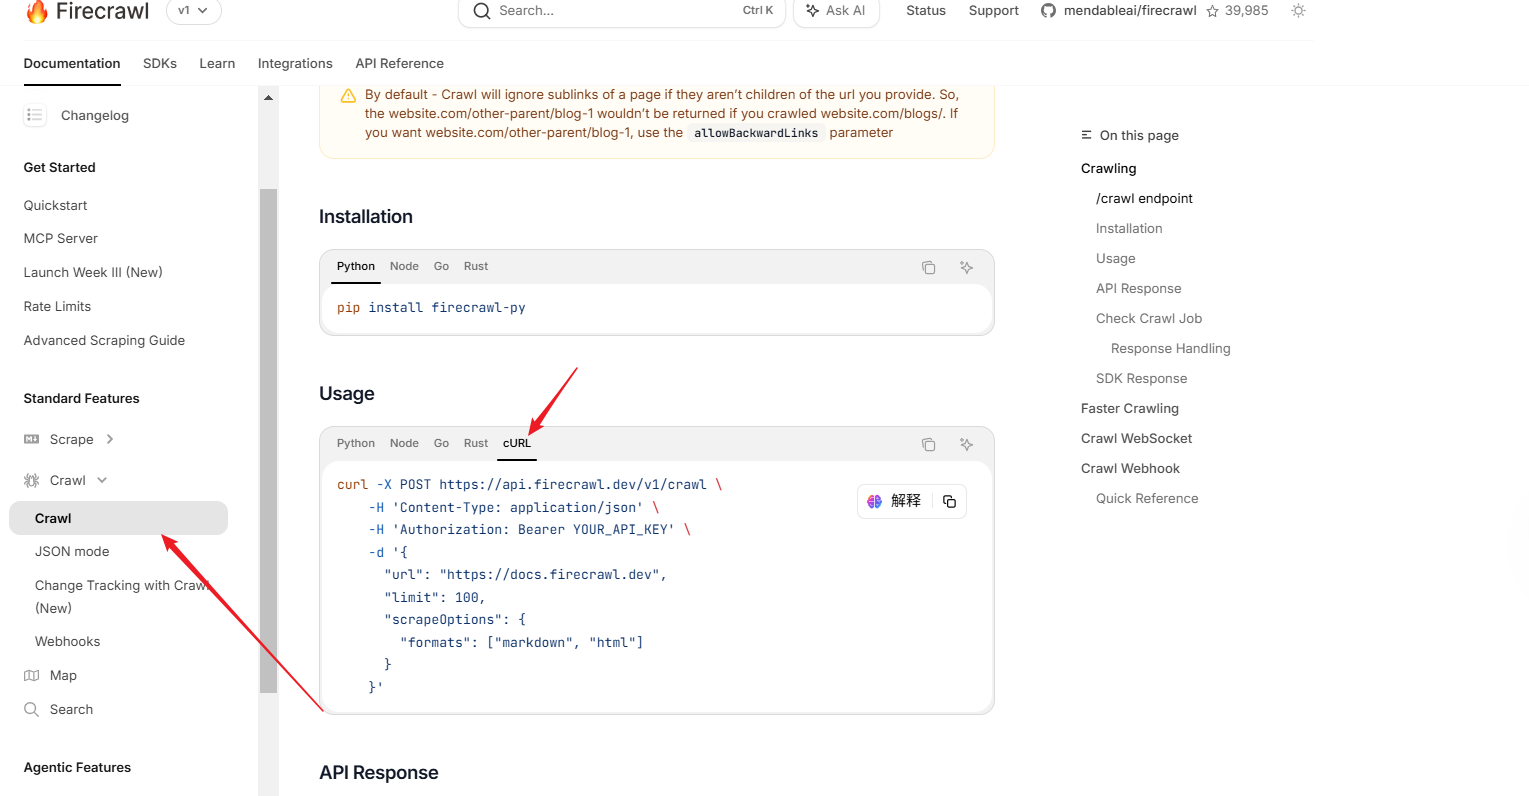 Firecrawl
v1
Search...
Ctrl K
Ask AI
Status
Support
mendableai/firecrawl
39,985
Documentation
SDKs
Learn
Integrations
API Reference
Changelog
Get Started
Quickstart
MCP Server
Launch Week III (New)
Rate Limits
Advanced Scraping Guide
Standard Features
Scrape
Crawl
Crawl
JSON mode
Change Tracking with Crawl
(New)
Webhooks
Map
Search
Agentic Features
By default - Crawl will ignore sublinks of a page if they aren’t children of the url you provide. So,
the website.com/other-parent/blog-1 wouldn’t be returned if you crawled website.com/blogs/. If
you want website.com/other-parent/blog-1, use the allowBackwardLinks parameter
Installation
Python Node Go Rust
pip install firecrawl-py
Usage
Python Node Go Rust cURL
curl -X POST https://api.firecrawl.dev/v1/crawl \
-H 'Content-Type: application/json' \
-H 'Authorization: Bearer YOUR_API_KEY' \
-d '{
"url": "https://docs.firecrawl.dev",
"limit": 100,
"scrapeOptions": {
"formats": ["markdown", "html"]
}
}'
解释
API Response
On this page
Crawling
/crawl endpoint
Installation
Usage
API Response
Check Crawl Job
Response Handling
SDK Response
Faster Crawling
Crawl WebSocket
Crawl Webhook
Quick Reference